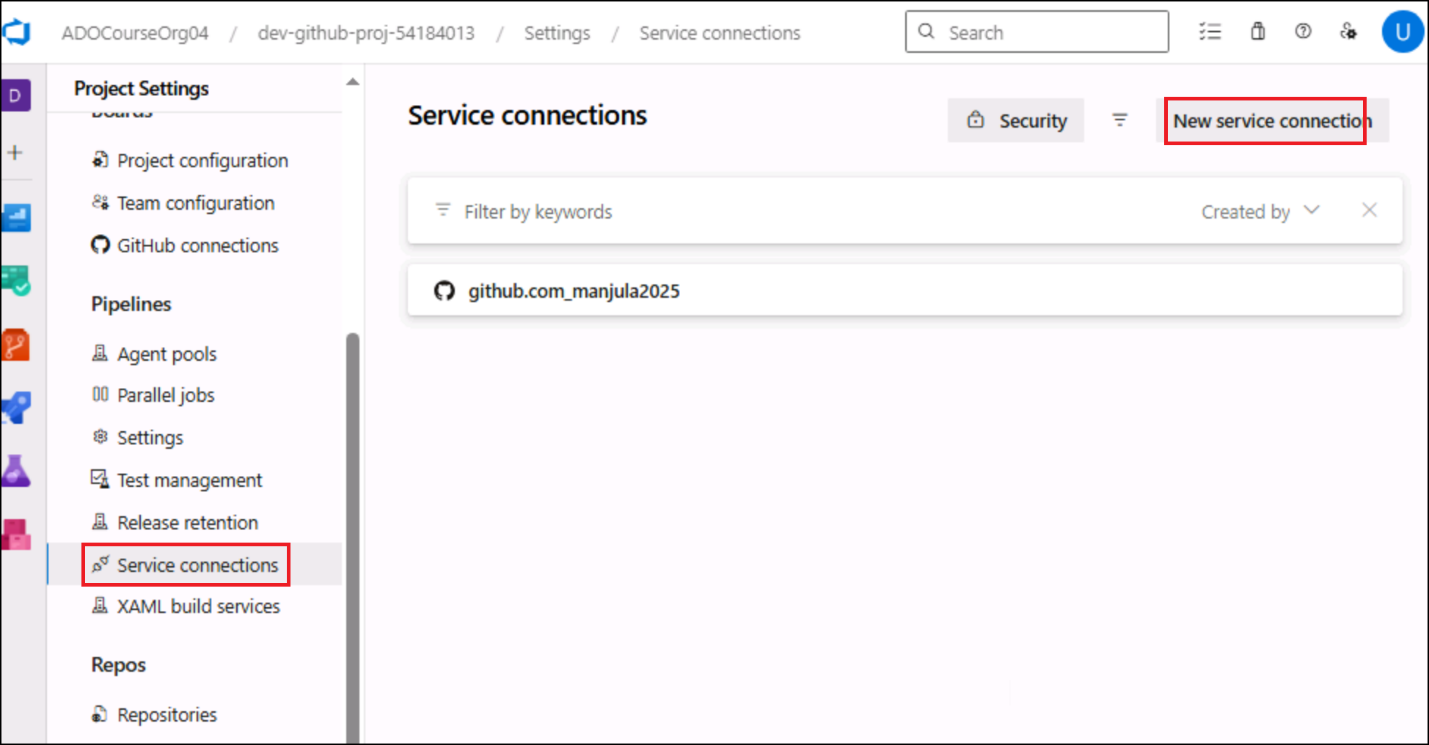 ADOCourseOrg04 / dev-github-proj-54184013 / Settings / Service connections
Search
U
D
Project Settings
Boards
Project configuration
Team configuration
GitHub connections
Pipelines
Agent pools
Parallel jobs
Settings
Test management
Release retention
Service connections
XAML build services
Repos
Repositories
Service connections
Security
New service connection
Filter by keywords
Created by
github.com_manjula2025